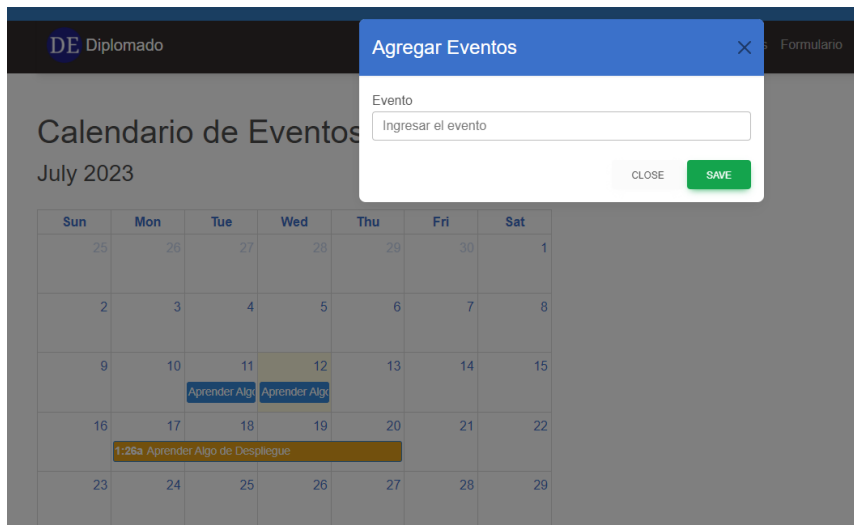 DE Diplomado
Agregar Eventos
s Formulario
Evento
Ingresar el evento
CLOSE
SAVE
Calendario de Eventos
July 2023
Sun Mon Tue Wed Thu Fri Sat
25 26 27 28 29 30 1
2 3 4 5 6 7 8
9 10 11 12 13 14 15
Aprender Algo Aprender Algo
16 17 18 19 20 21 22
1:26a Aprender Algo de Despliegue
23 24 25 26 27 28 29